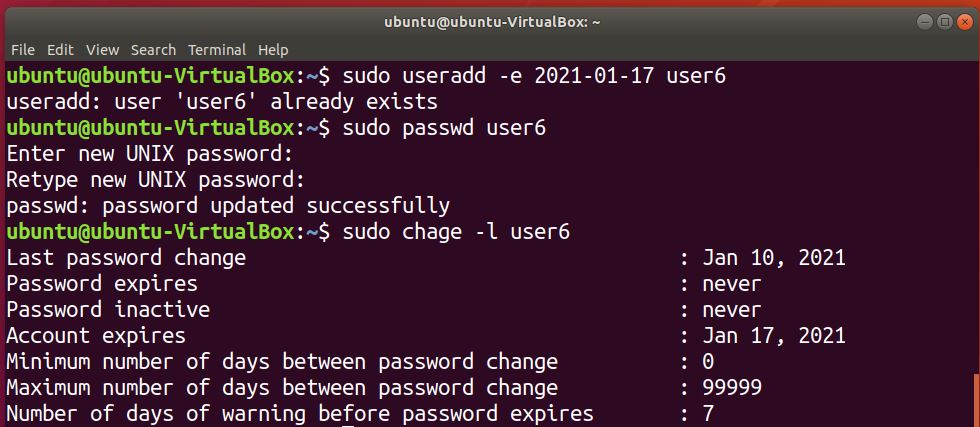 ubuntu@ubuntu-VirtualBox: ~
File Edit View Search Terminal Help
ubuntu@ubuntu-VirtualBox:~$ sudo useradd -e 2021-01-17 user6
useradd: user 'user6' already exists
ubuntu@ubuntu-VirtualBox:~$ sudo passwd user6
Enter new UNIX password:
Retype new UNIX password:
passwd: password updated successfully
ubuntu@ubuntu-VirtualBox:~$ sudo chage -l user6
Last password change : Jan 10, 2021
Password expires : never
Password inactive : never
Account expires : Jan 17, 2021
Minimum number of days between password change : 0
Maximum number of days between password change : 99999
Number of days of warning before password expires : 7